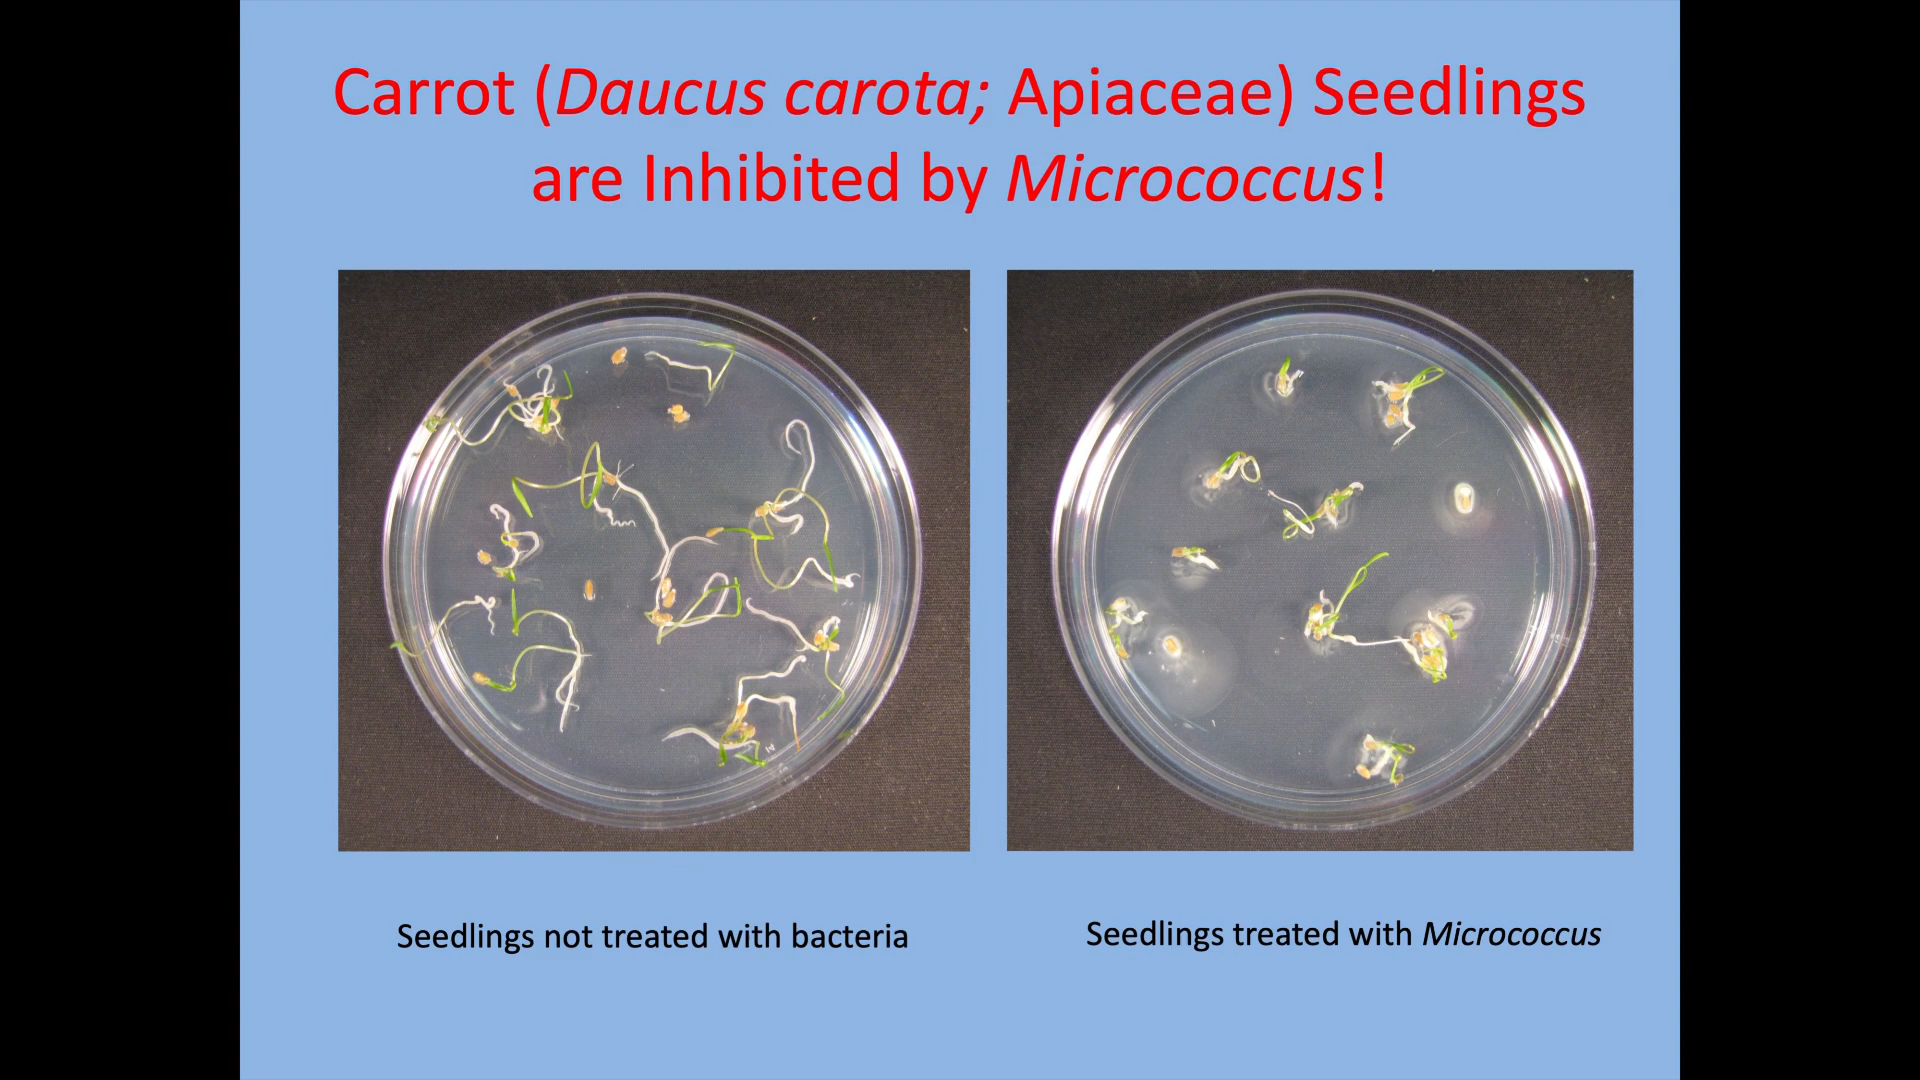 Carrot (Daucus carota; Apiaceae) Seedlings
are Inhibited by Micrococcus!
Seedlings not treated with bacteria
Seedlings treated with Micrococcus